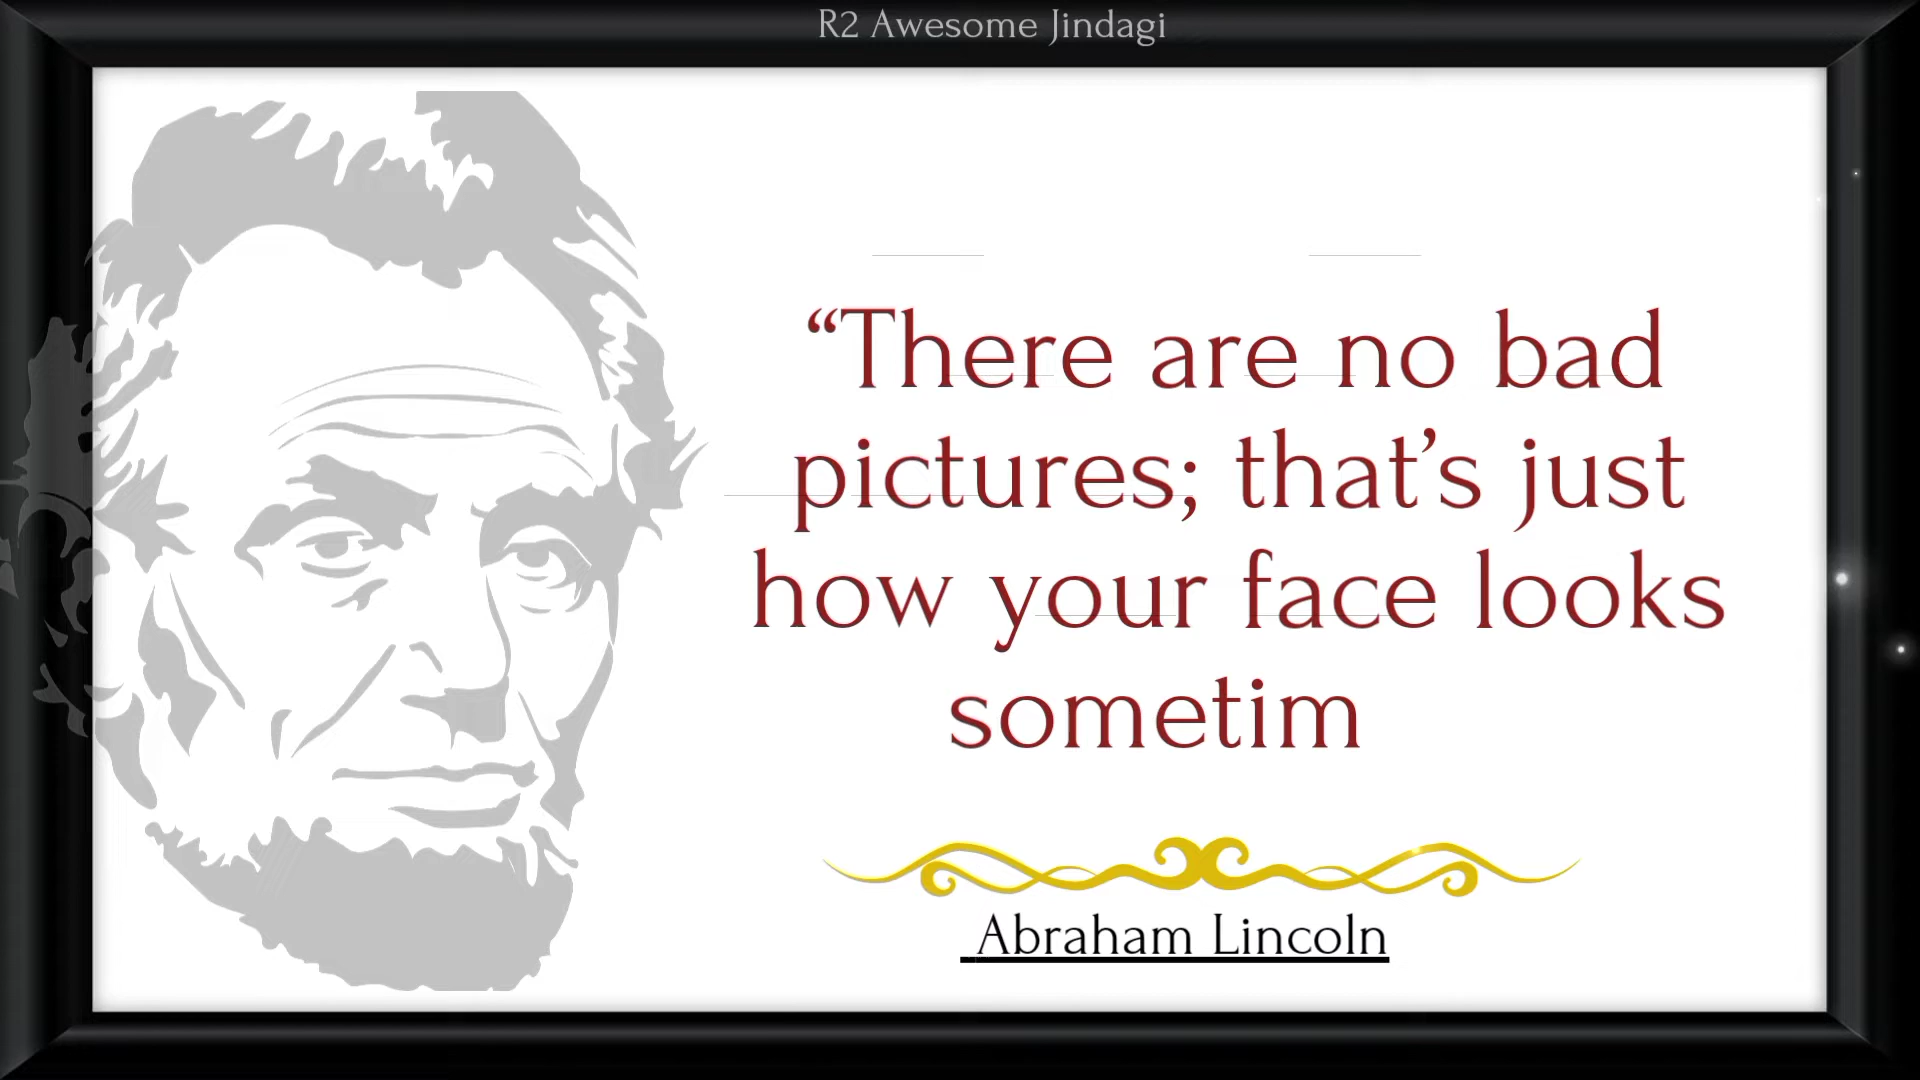 R2 Awesome Jindagi
“There are no bad
pictures; that’s just
how your face looks
sometim
Abraham Lincoln